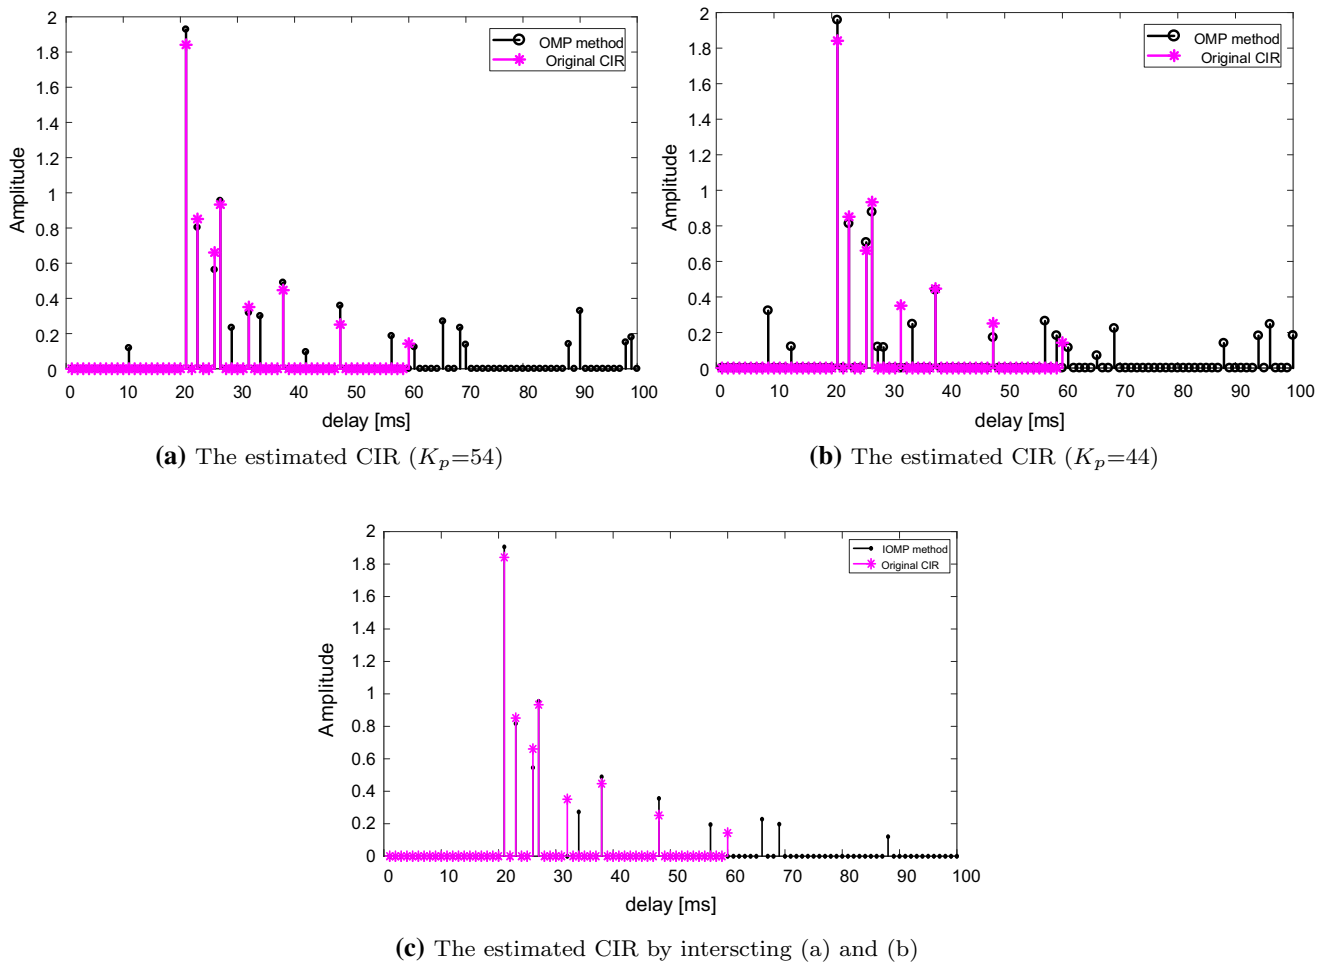 2
1.8
1.6
1.4
1.2
1
0.8
0.6
0.4
0.2
0
Amplitude
OMP method
Original CIR
0 10 20 30 40 50 60 70 80 90 100
delay [ms]
(a) The estimated CIR (Kp=54)
2
1.8
1.6
1.4
1.2
1
0.8
0.6
0.4
0.2
0
Amplitude
OMP method
Original CIR
0 10 20 30 40 50 60 70 80 90 100
delay [ms]
(b) The estimated CIR (Kp=44)
2
1.8
1.6
1.4
1.2
1
0.8
0.6
0.4
0.2
0
Amplitude
IOMP method
Original CIR
0 10 20 30 40 50 60 70 80 90 100
delay [ms]
(c) The estimated CIR by interscting (a) and (b)